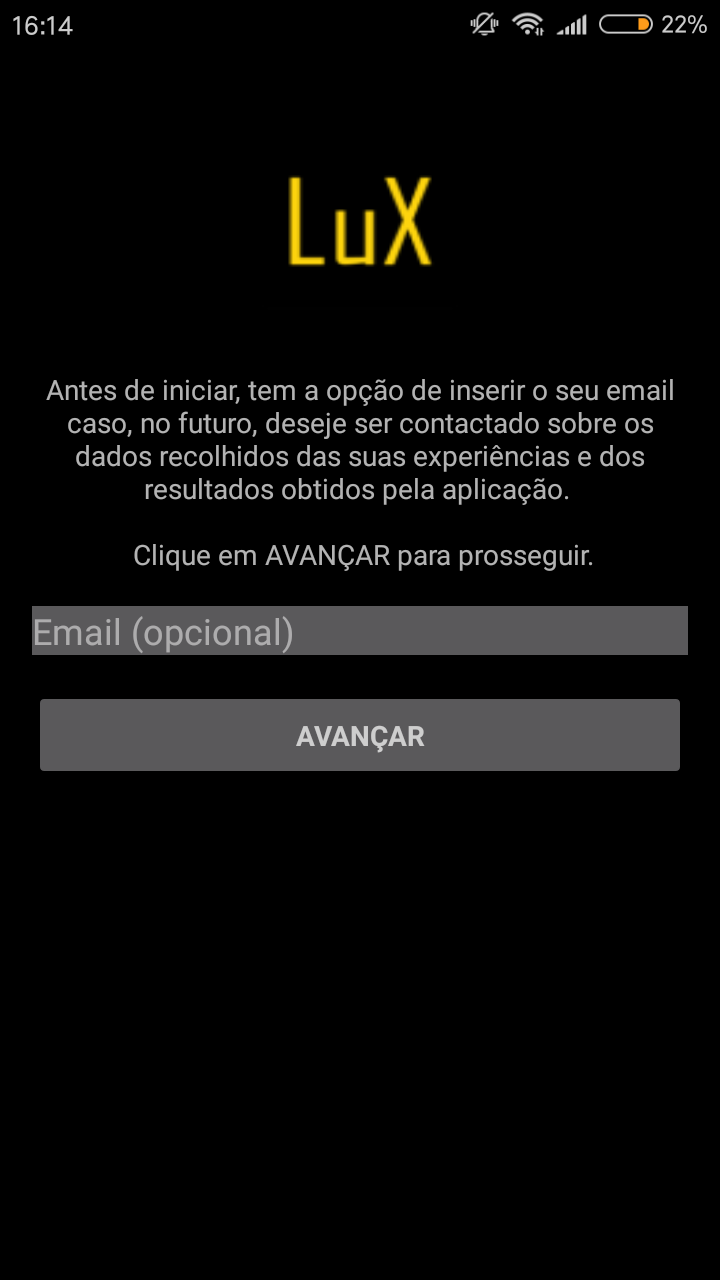 16:14
22%
LuX
Antes de iniciar, tem a opção de inserir o seu email
caso, no futuro, deseje ser contactado sobre os
dados recolhidos das suas experiências e dos
resultados obtidos pela aplicação.
Clique em AVANÇAR para prosseguir.
Email (opcional)
AVANÇAR